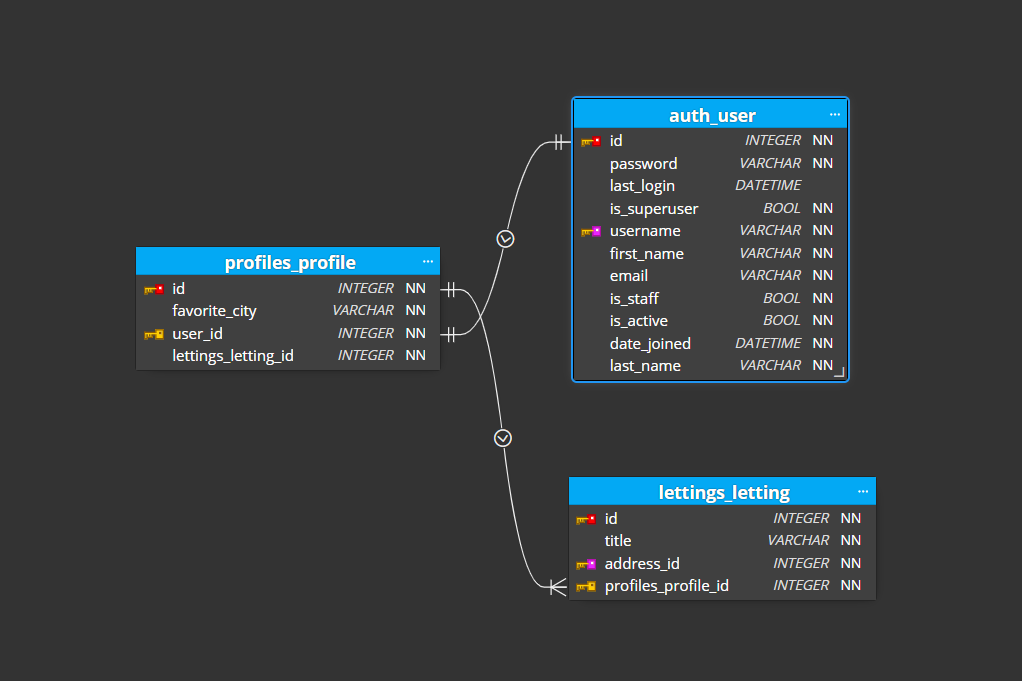 auth_user ...
id INTEGER NN
password VARCHAR NN
last_login DATETIME
is_superuser BOOL NN
username VARCHAR NN
first_name VARCHAR NN
email VARCHAR NN
is_staff BOOL NN
is_active BOOL NN
date_joined DATETIME NN
last_name VARCHAR NN
profiles_profile ...
id INTEGER NN
favorite_city VARCHAR NN
user_id INTEGER NN
lettings_letting_id INTEGER NN
lettings_letting ...
id INTEGER NN
title VARCHAR NN
address_id INTEGER NN
profiles_profile_id INTEGER NN